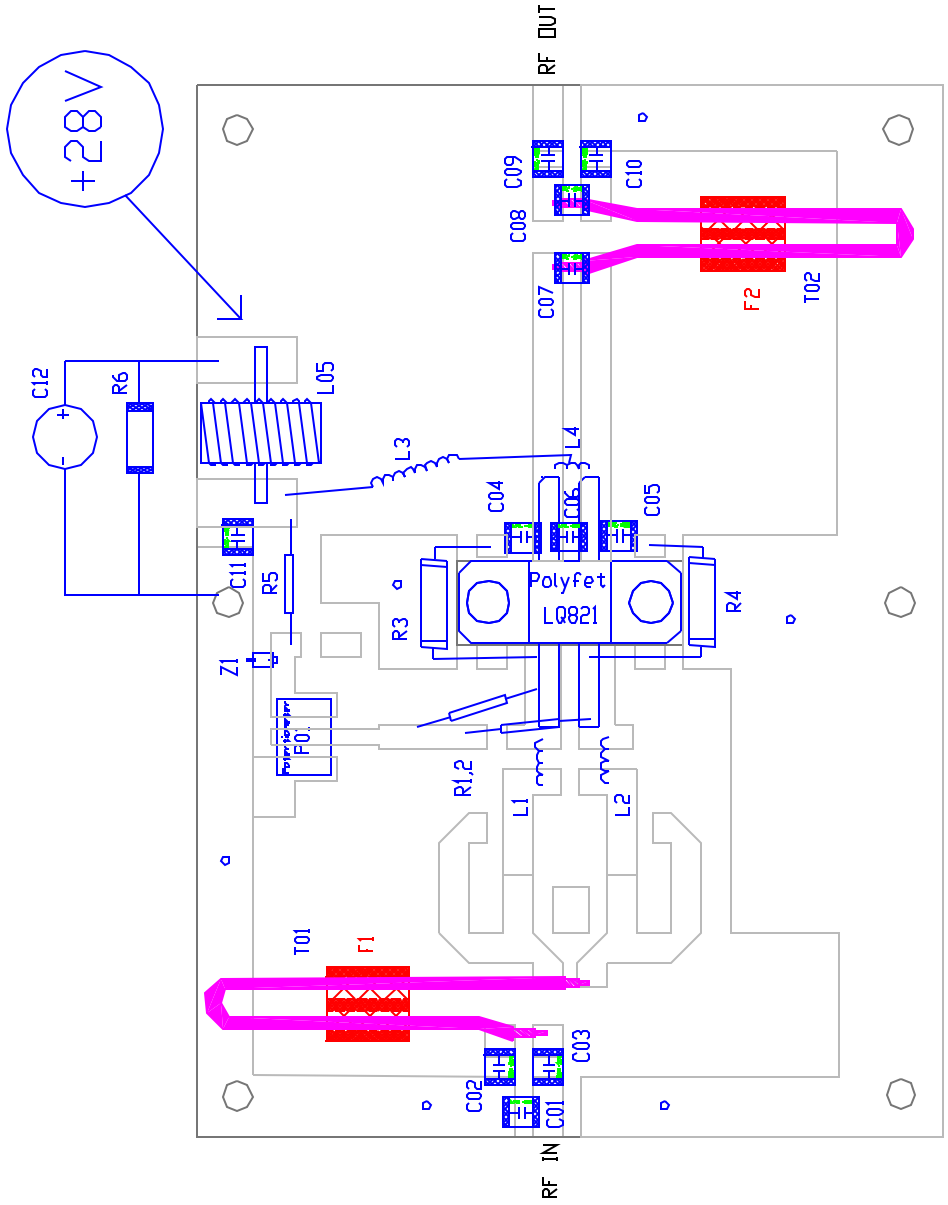 RF OUT
+28V
C09
C10
C08
C07
F2
T02
C12
R6
L05
L3
L4
C04
C06
C05
C11
R5
Polyfet
LQ821
R3
R4
Z1
R1,2
L1
L2
T01
F1
C02
C03
C01
RF IN